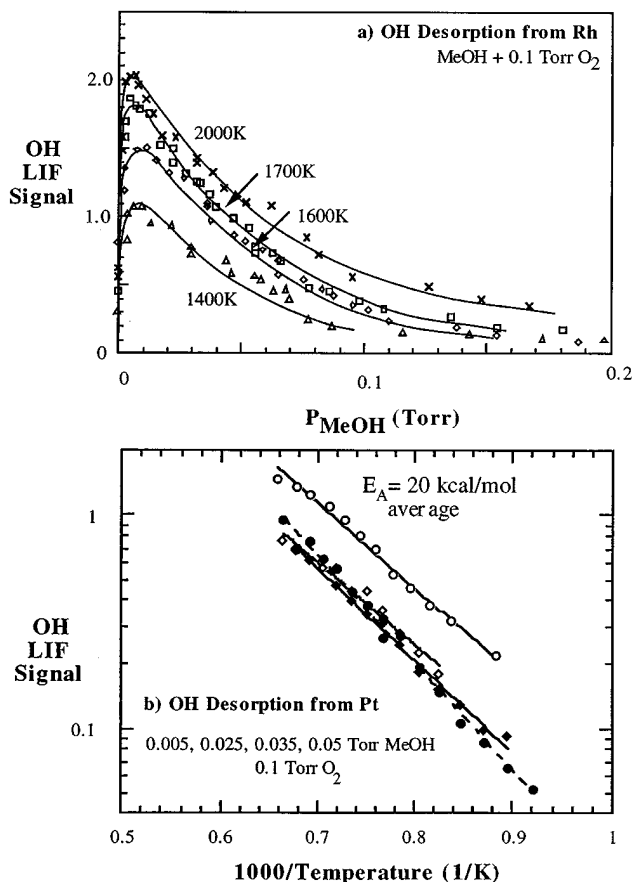 a) OH Desorption from Rh
MeOH + 0.1 Torr O2
2.0
1.0
0
OH
LIF
Signal
2000K
1700K
1600K
1400K
0
0.1
0.2
PMeOH (Torr)
EA= 20 kcal/mol
average
1
0.1
OH
LIF
Signal
b) OH Desorption from Pt
0.005, 0.025, 0.035, 0.05 Torr MeOH
0.1 Torr O2
0.5
0.6
0.7
0.8
0.9
1
1000/Temperature (1/K)